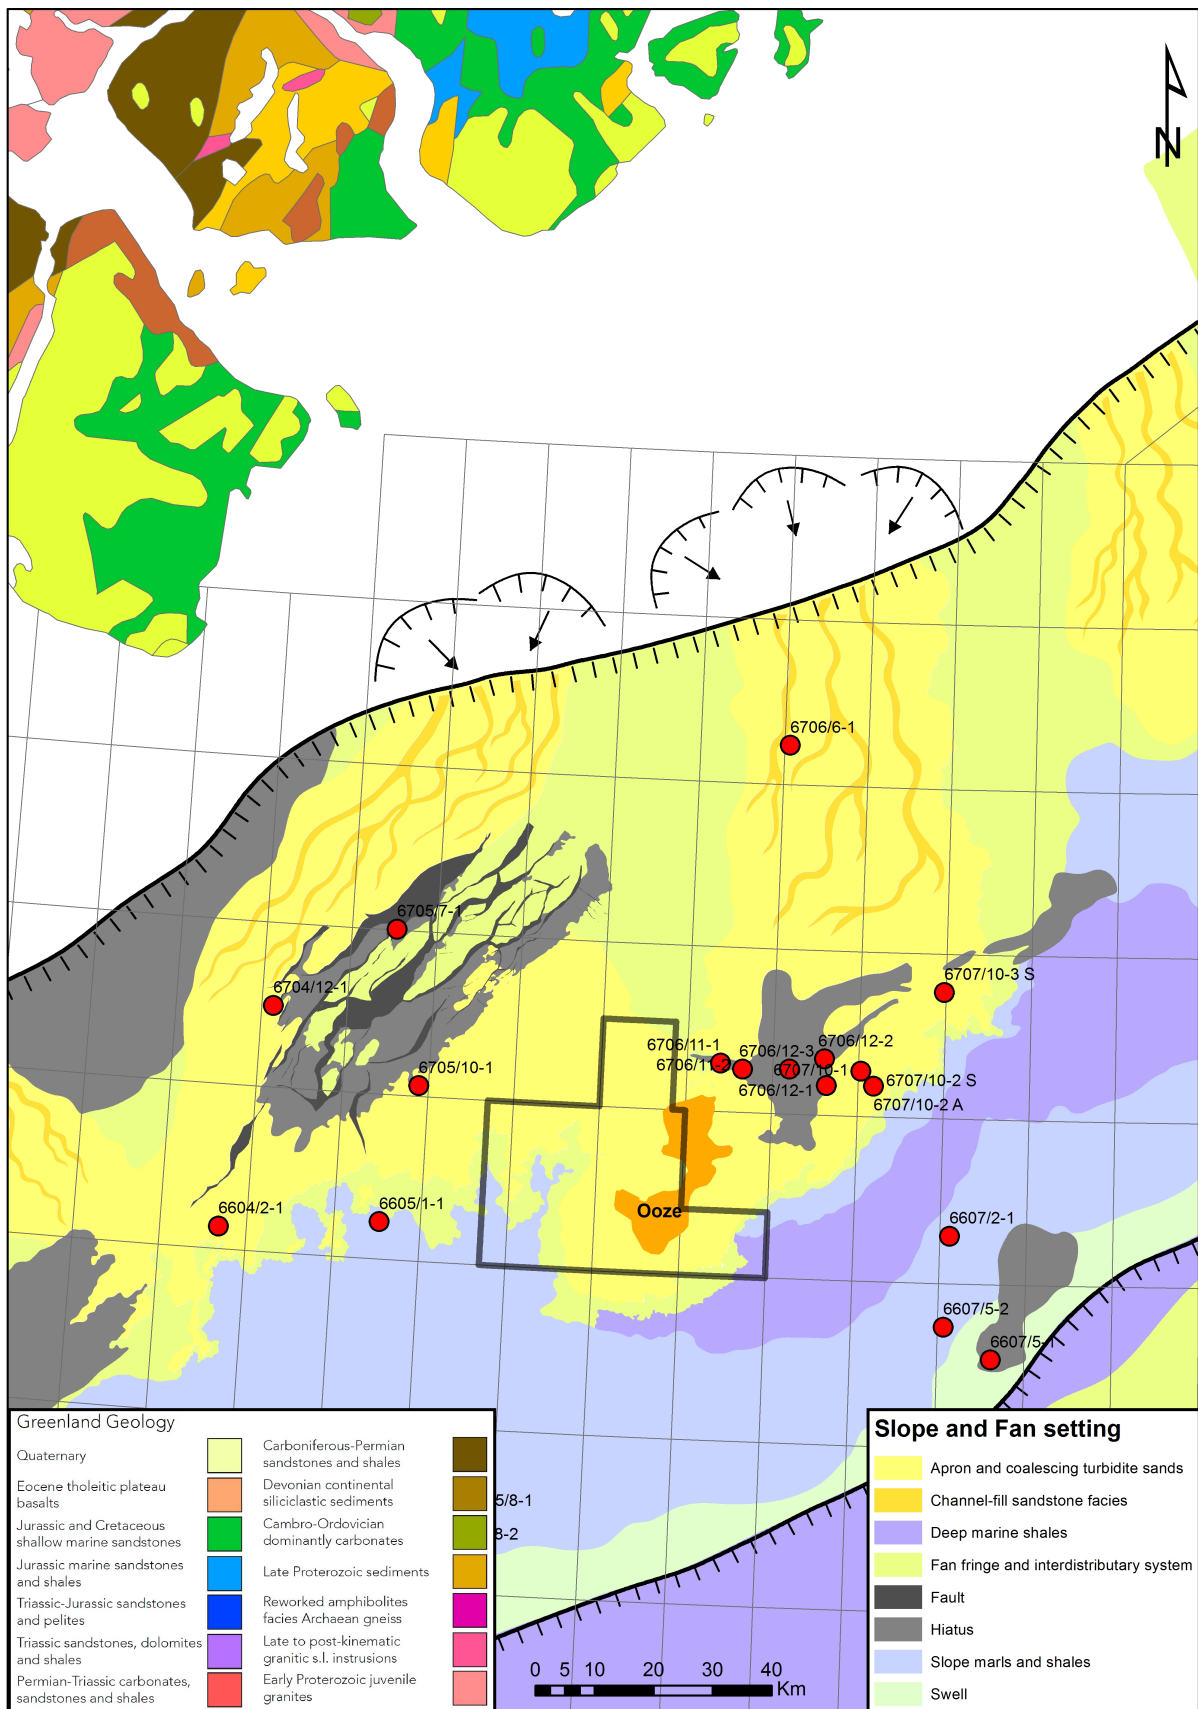 N
6706/6-1
6705/7-1
6707/10-3 S
6704/12-1
6706/11-1
6706/12-3
6706/12-2
6706/11-2
6707/10-1
6705/10-1
6706/12-1
6707/10-2 S
6707/10-2 A
6604/2-1
6605/1-1
Ooze
6607/2-1
6607/5-2
6607/5-1
Greenland Geology
Quaternary
Eocene tholeitic plateau
basalts
Jurassic and Cretaceous
shallow marine sandstones
Jurassic marine sandstones
and shales
Triassic-Jurassic sandstones
and pelites
Triassic sandstones, dolomites
and shales
Permian-Triassic carbonates,
sandstones and shales
Carboniferous-Permian
sandstones and shales
Devonian continental
siliciclastic sediments
Cambro-Ordovician
dominantly carbonates
Late Proterozoic sediments
Reworked amphibolites
facies Archaean gneiss
Late to post-kinematic
granitic s.l. instrusions
Early Proterozoic juvenile
granites
5/8-1
8-2
0 5 10 20 30 40
Km
Slope and Fan setting
Apron and coalescing turbidite sands
Channel-fill sandstone facies
Deep marine shales
Fan fringe and interdistributary system
Fault
Hiatus
Slope marls and shales
Swell